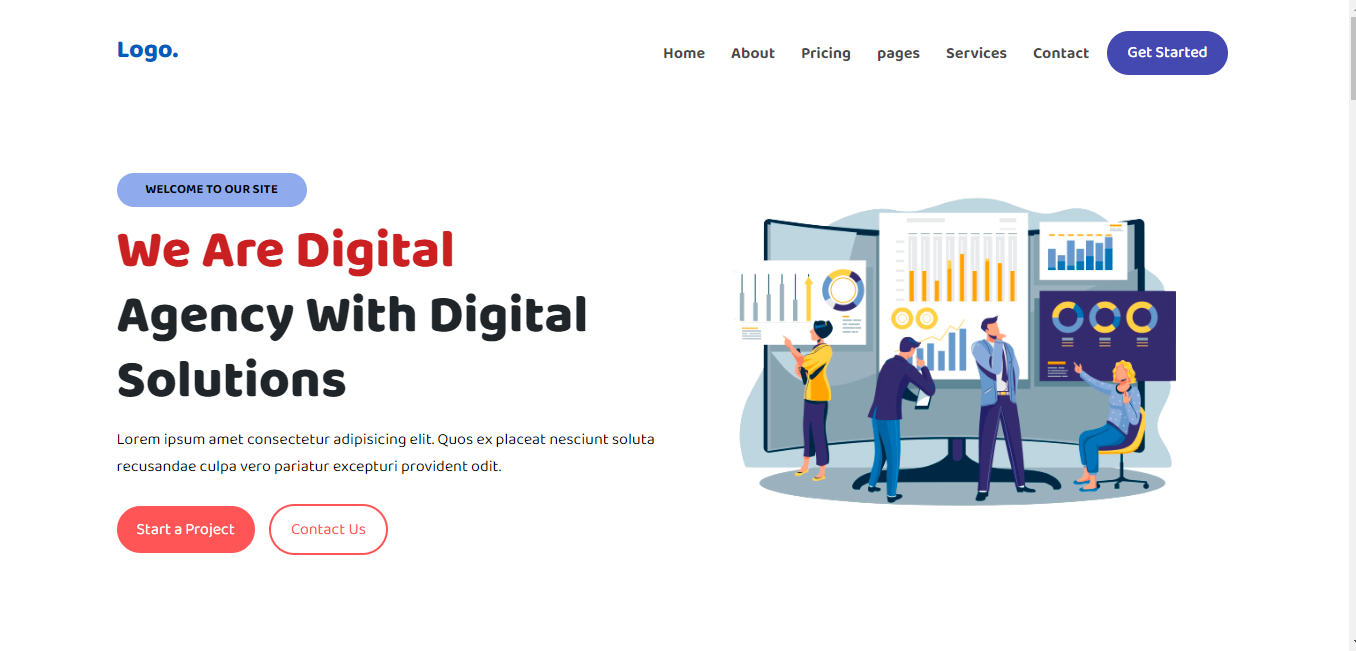 Logo.
Home About Pricing pages Services Contact Get Started
WELCOME TO OUR SITE
We Are Digital
Agency With Digital
Solutions
Lorem ipsum amet consectetur adipisicing elit. Quos ex placeat nesciunt soluta
recusandae culpa vero pariatur excepturi provident odit.
Start a Project Contact Us